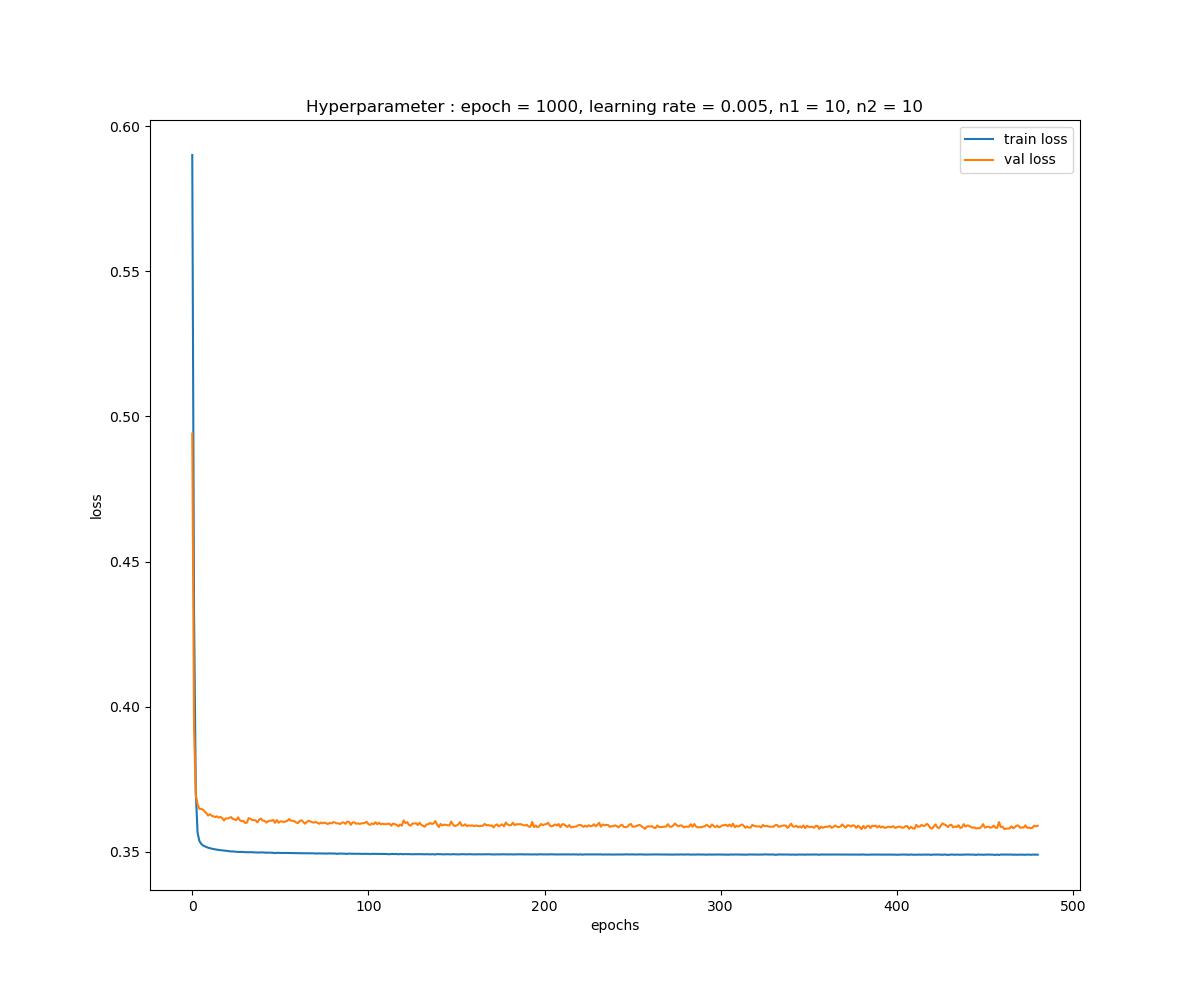 Hyperparameter : epoch = 1000, learning rate = 0.005, n1 = 10, n2 = 10
train loss
val loss
0.60
0.55
0.50
0.45
0.40
0.35
loss
0
100
200
300
400
500
epochs